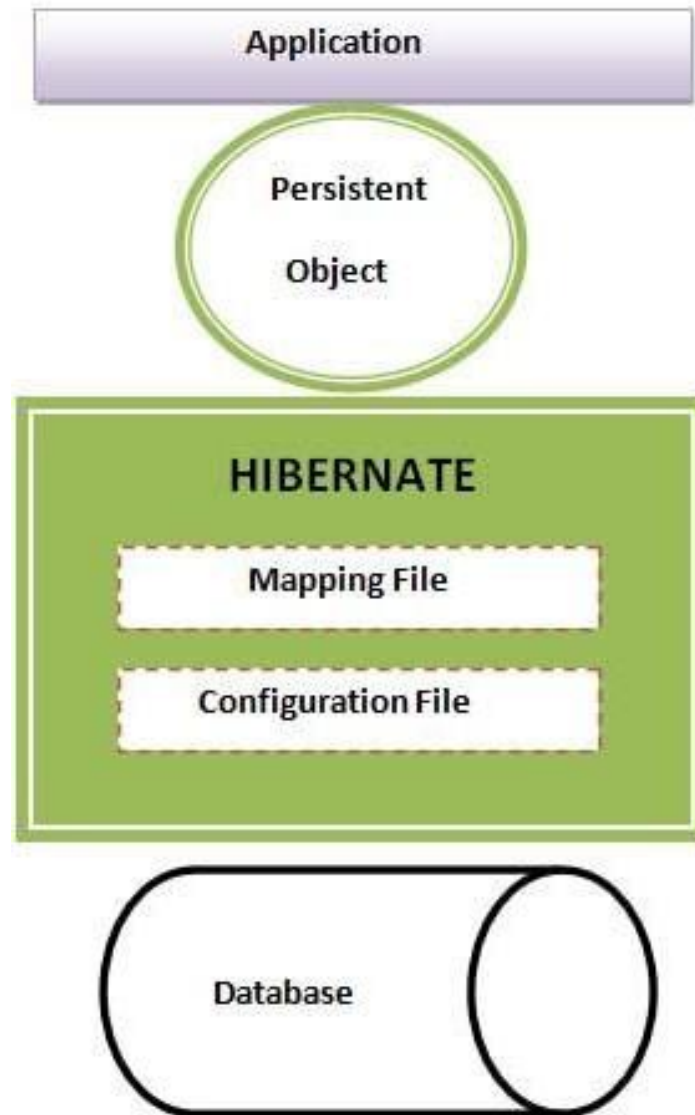 Application
Persistent
Object
HIBERNATE
Mapping File
Configuration File
Database